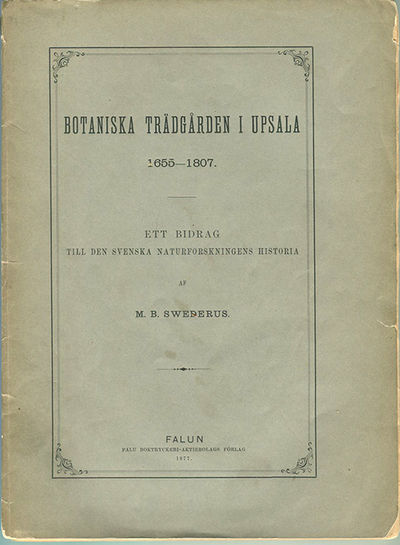 BOTANISKA TRÄDGÅRDEN I UPSALA
1655—1807.
ETT BIDRAG
TILL DEN SVENSKA NATURFORSKNINGENS HISTORIA
AF
M. B. SWEDERUS.
FALUN
FALU BOKTRYCKERI-AKTIEBOLAGS FÖRLAG
1877.